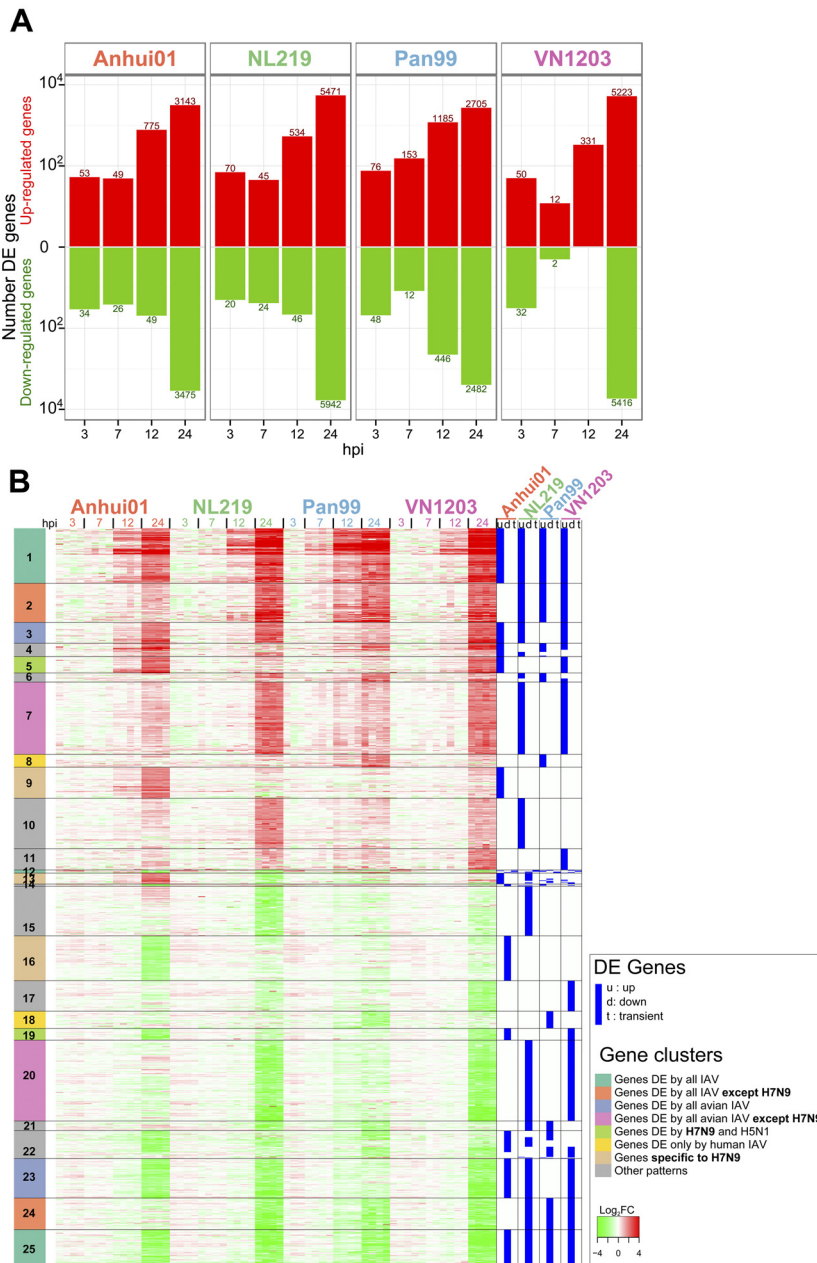 A
Anhui01 NL219 Pan99 VN1203
Number DE genes
Up-regulated genes
Down-regulated genes
10⁴
10²
0
10²
10⁴
53 49 775 3143
34 26 49 3475
70 45 534 5471
20 24 46 5942
76 153 1185 2705
48 12 446 2482
50 12 331 5223
32 2 5416
3 7 12 24 3 7 12 24 3 7 12 24 3 7 12 24
hpi
B
Anhui01 NL219 Pan99 VN1203
Anhui01 NL219 Pan99 VN1203
hpi 3 7 12 24 3 7 12 24 3 7 12 24 3 7 12 24
u d t u d t u d t u d t
1
2
3
4
5
6
7
8
9
10
11
12
13
14
15
16
17
18
19
20
21
22
23
24
25
DE Genes
u : up
d: down
t : transient
Gene clusters
Genes DE by all IAV
Genes DE by all IAV except H7N9
Genes DE by all avian IAV
Genes DE by all avian IAV except H7N9
Genes DE by H7N9 and H5N1
Genes DE only by human IAV
Genes specific to H7N9
Other patterns
Log₂FC
−4 0 4